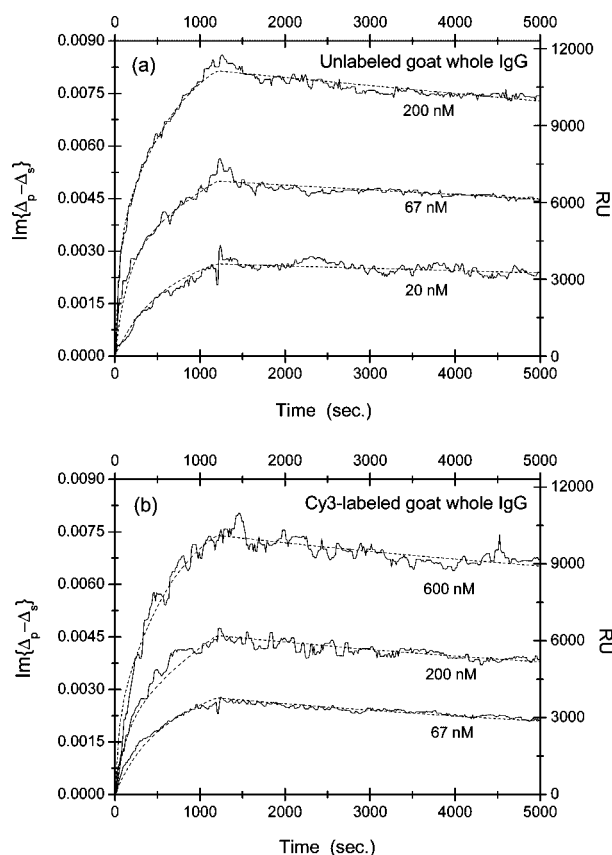 0 1000 2000 3000 4000 5000
(a) Unlabeled goat whole IgG
0.0090
0.0075
0.0060
0.0045
0.0030
0.0015
0.0000
Im{Δp−Δs}
200 nM
67 nM
20 nM
12000
9000
6000
3000
0
RU
0 1000 2000 3000 4000 5000
Time (sec.)
0 1000 2000 3000 4000 5000
(b) Cy3-labeled goat whole IgG
0.0090
0.0075
0.0060
0.0045
0.0030
0.0015
0.0000
Im{Δp−Δs}
600 nM
200 nM
67 nM
12000
9000
6000
3000
0
RU
0 1000 2000 3000 4000 5000
Time (sec.)